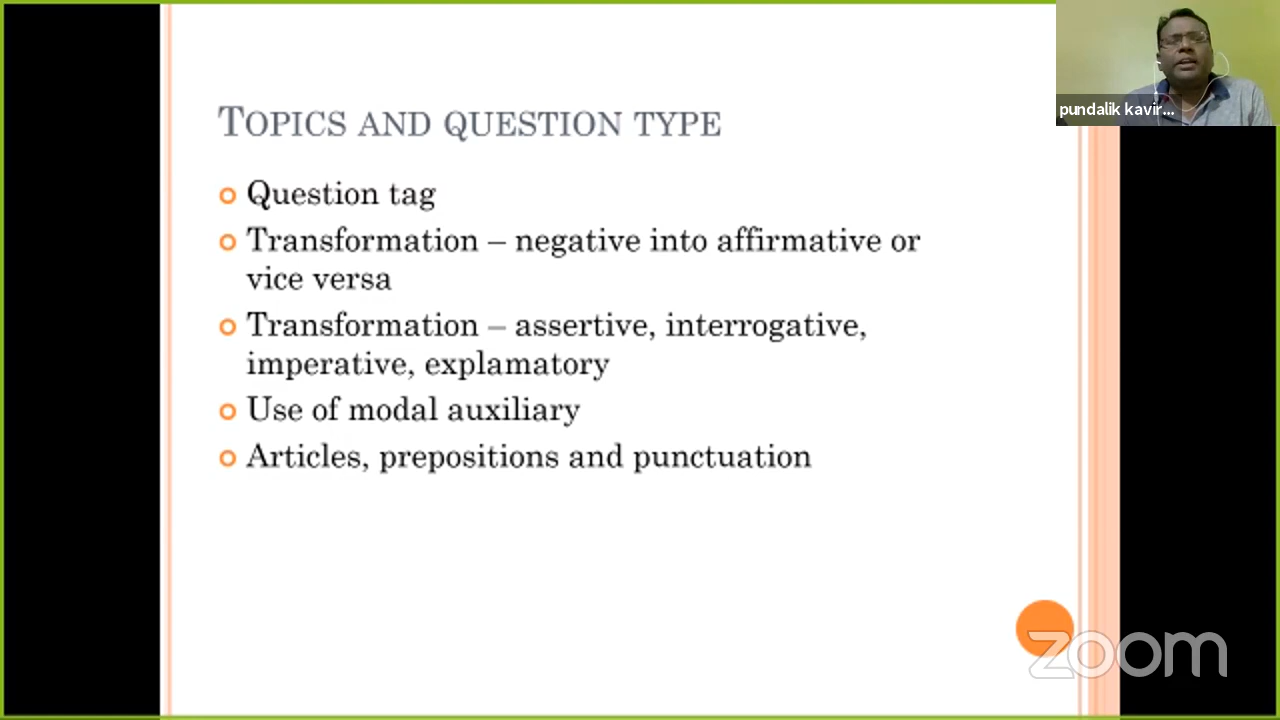 pundalik kavir...
TOPICS AND QUESTION TYPE
Question tag
Transformation – negative into affirmative or
vice versa
Transformation – assertive, interrogative,
imperative, explamatory
Use of modal auxiliary
Articles, prepositions and punctuation
zoom